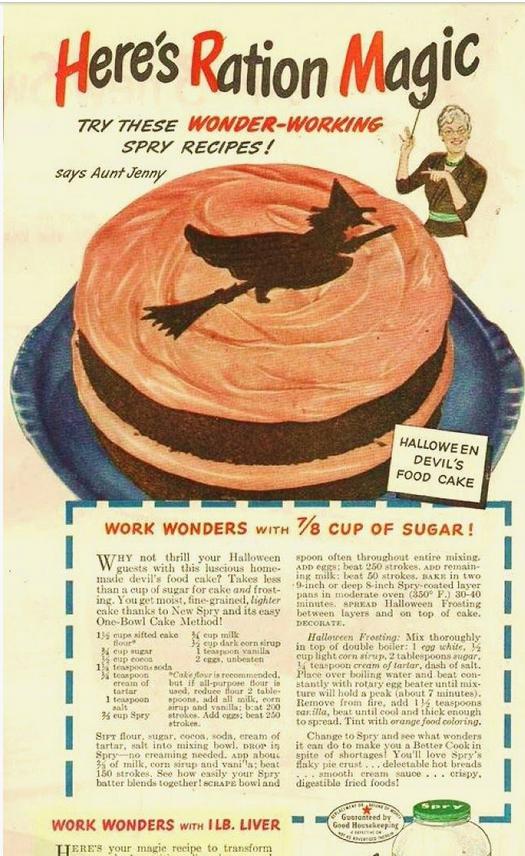 Here's Ration Magic
TRY THESE WONDER-WORKING
SPRY RECIPES!
says Aunt Jenny
HALLOWEEN
DEVIL'S
FOOD CAKE
WORK WONDERS WITH 7/8 CUP OF SUGAR!
WHY not thrill your Halloween
guests with this luscious home-
made devil's food cake? Takes less
than a cup of sugar for cake and frost-
ing. You get moist, fine-grained, lighter
cake thanks to New Spry and its easy
One-Bowl Cake Method!
1½ cups sifted cake
flour*
¾ cup sugar
½ cup cocoa
1¼ teaspoons soda
¼ teaspoon
cream of
tartar
1 teaspoon
salt
⅔ cup Spry
¾ cup milk
½ cup dark corn sirup
1 teaspoon vanilla
2 eggs, unbeaten
*Cake flour is recommended,
but if all-purpose flour is
used, reduce flour 2 table-
spoons, add all milk, corn
sirup and vanilla; beat 200
strokes. Add eggs; beat 250
strokes.
SIFT flour, sugar, cocoa, soda, cream of
tartar, salt into mixing bowl. DROP in
Spry—no creaming needed. ADD about
⅔ of milk, corn sirup and vanilla; beat
150 strokes. See how easily your Spry
batter blends together! SCRAPE bowl and
spoon often throughout entire mixing.
ADD eggs; beat 250 strokes. ADD remain-
ing milk; beat 50 strokes. BAKE in two
9-inch or deep 8-inch Spry-coated layer
pans in moderate oven (350° F.) 30-40
minutes. SPREAD Halloween Frosting
between layers and on top of cake.
DECORATE.
Halloween Frosting: Mix thoroughly
in top of double boiler: 1 egg white, ½
cup light corn sirup, 2 tablespoons sugar,
¼ teaspoon cream of tartar, dash of salt.
Place over boiling water and beat con-
stantly with rotary egg beater until mix-
ture will hold a peak (about 7 minutes).
Remove from fire, add 1½ teaspoons
vanilla, beat until cool and thick enough
to spread. Tint with orange food coloring.
Change to Spry and see what wonders
it can do to make you a Better Cook in
spite of shortages! You'll love Spry's
flaky pie crust . . . delectable hot breads
. . . smooth cream sauce . . . crispy,
digestible fried foods!
WORK WONDERS WITH 1 LB. LIVER
HERE'S your magic recipe to transform
Guaranteed by
Good Housekeeping
Spry